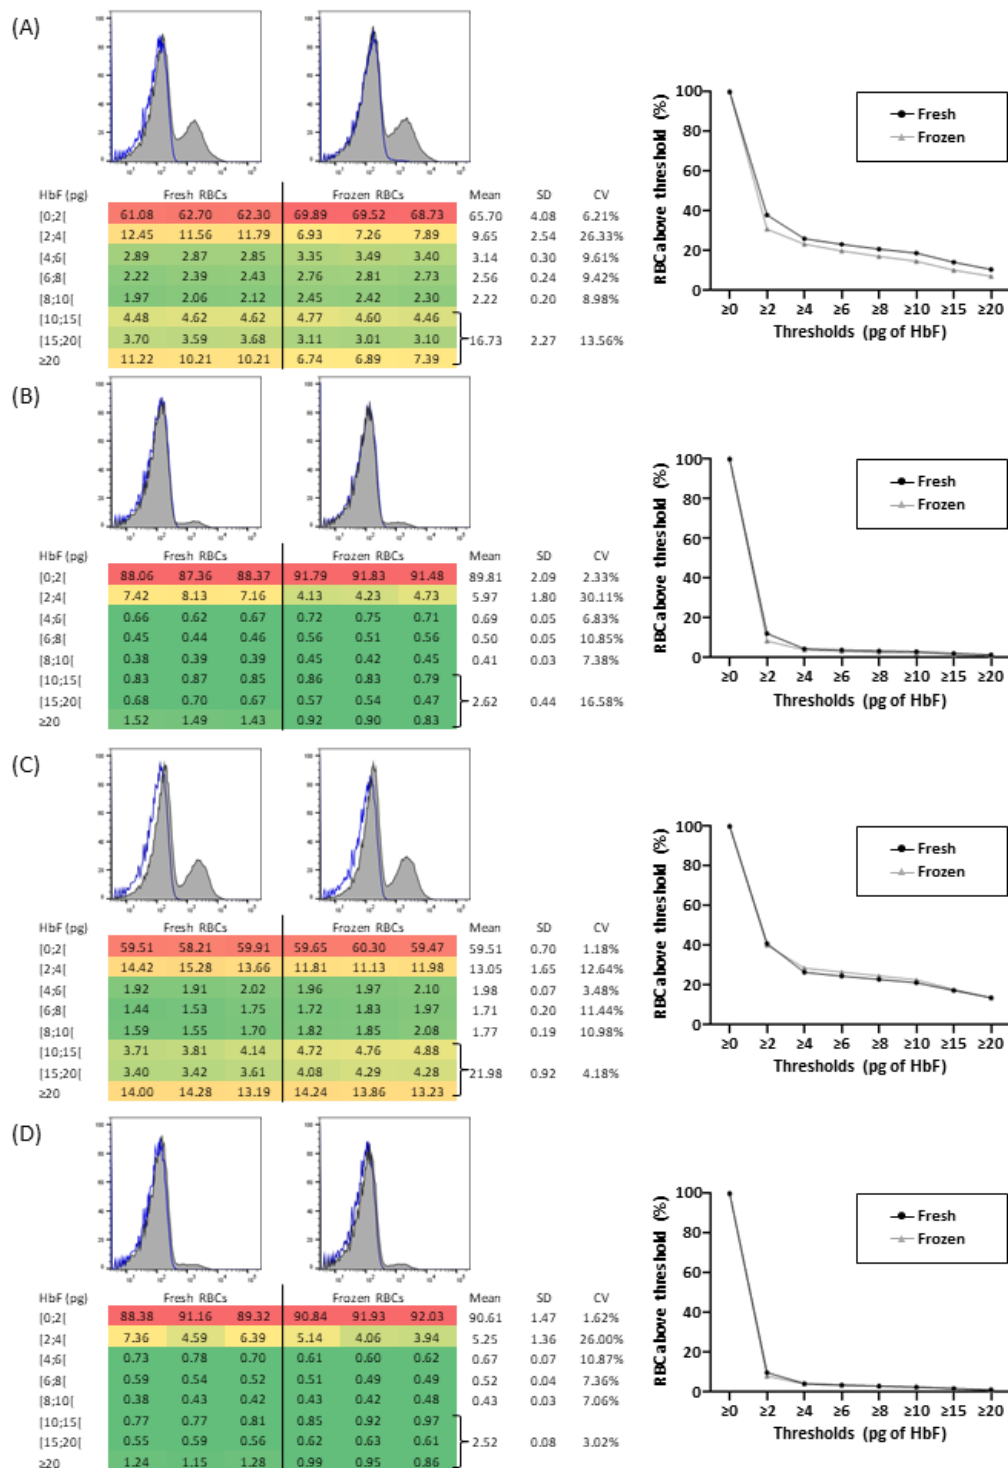 (A)
HbF (pg) Fresh RBCs Frozen RBCs Mean SD CV
[0;2[ 61.08 62.70 62.30 69.89 69.52 68.73 65.70 4.08 6.21%
[2;4[ 12.45 11.56 11.79 6.93 7.26 7.89 9.65 2.54 26.33%
[4;6[ 2.89 2.87 2.85 3.35 3.49 3.40 3.14 0.30 9.61%
[6;8[ 2.22 2.39 2.43 2.76 2.81 2.73 2.56 0.24 9.42%
[8;10[ 1.97 2.06 2.12 2.45 2.42 2.30 2.22 0.20 8.98%
[10;15[ 4.48 4.62 4.62 4.77 4.60 4.46
[15;20[ 3.70 3.59 3.68 3.11 3.01 3.10 16.73 2.27 13.56%
≥20 11.22 10.21 10.21 6.74 6.89 7.39
RBC above threshold (%)
100
80
60
40
20
0
Fresh
Frozen
≥0 ≥2 ≥4 ≥6 ≥8 ≥10 ≥15 ≥20
Thresholds (pg of HbF)
(B)
HbF (pg) Fresh RBCs Frozen RBCs Mean SD CV
[0;2[ 88.06 87.36 88.37 91.79 91.83 91.48 89.81 2.09 2.33%
[2;4[ 7.42 8.13 7.16 4.13 4.23 4.73 5.97 1.80 30.11%
[4;6[ 0.66 0.62 0.67 0.72 0.75 0.71 0.69 0.05 6.83%
[6;8[ 0.45 0.44 0.46 0.56 0.51 0.56 0.50 0.05 10.85%
[8;10[ 0.38 0.39 0.39 0.45 0.42 0.45 0.41 0.03 7.38%
[10;15[ 0.83 0.87 0.85 0.86 0.83 0.79
[15;20[ 0.68 0.70 0.67 0.57 0.54 0.47 2.62 0.44 16.58%
≥20 1.52 1.49 1.43 0.92 0.90 0.83
RBC above threshold (%)
100
80
60
40
20
0
Fresh
Frozen
≥0 ≥2 ≥4 ≥6 ≥8 ≥10 ≥15 ≥20
Thresholds (pg of HbF)
(C)
HbF (pg) Fresh RBCs Frozen RBCs Mean SD CV
[0;2[ 59.51 58.21 59.91 59.65 60.30 59.47 59.51 0.70 1.18%
[2;4[ 14.42 15.28 13.66 11.81 11.13 11.98 13.05 1.65 12.64%
[4;6[ 1.92 1.91 2.02 1.96 1.97 2.10 1.98 0.07 3.48%
[6;8[ 1.44 1.53 1.75 1.72 1.83 1.97 1.71 0.20 11.44%
[8;10[ 1.59 1.55 1.70 1.82 1.85 2.08 1.77 0.19 10.98%
[10;15[ 3.71 3.81 4.14 4.72 4.76 4.88
[15;20[ 3.40 3.42 3.61 4.08 4.29 4.28 21.98 0.92 4.18%
≥20 14.00 14.28 13.19 14.24 13.86 13.23
RBC above threshold (%)
100
80
60
40
20
0
Fresh
Frozen
≥0 ≥2 ≥4 ≥6 ≥8 ≥10 ≥15 ≥20
Thresholds (pg of HbF)
(D)
HbF (pg) Fresh RBCs Frozen RBCs Mean SD CV
[0;2[ 88.38 91.16 89.32 90.84 91.93 92.03 90.61 1.47 1.62%
[2;4[ 7.36 4.59 6.39 5.14 4.06 3.94 5.25 1.36 26.00%
[4;6[ 0.73 0.78 0.70 0.61 0.60 0.62 0.67 0.07 10.87%
[6;8[ 0.59 0.54 0.52 0.51 0.49 0.49 0.52 0.04 7.36%
[8;10[ 0.38 0.43 0.42 0.43 0.42 0.48 0.43 0.03 7.06%
[10;15[ 0.77 0.77 0.81 0.85 0.92 0.97
[15;20[ 0.55 0.59 0.56 0.62 0.63 0.61 2.52 0.08 3.02%
≥20 1.24 1.15 1.28 0.99 0.95 0.86
RBC above threshold (%)
100
80
60
40
20
0
Fresh
Frozen
≥0 ≥2 ≥4 ≥6 ≥8 ≥10 ≥15 ≥20
Thresholds (pg of HbF)